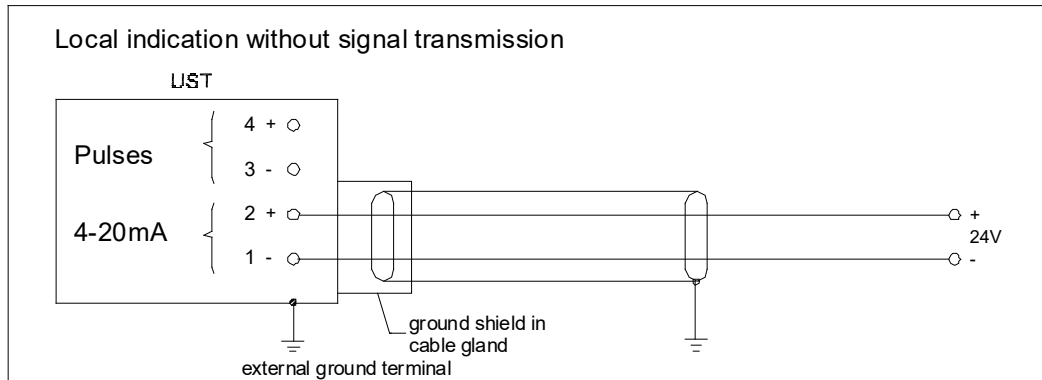 Local indication without signal transmission
UST
4 +
Pulses
3 -
2 +
4-20mA
1 -
+
24V
-
ground shield in
cable gland
external ground terminal